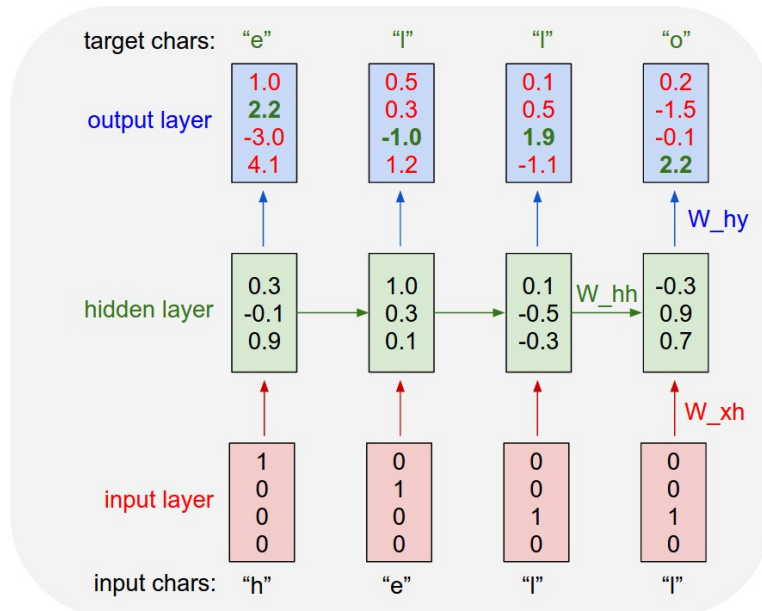 target chars: “e” “l” “l” “o”
1.0 0.5 0.1 0.2
2.2 0.3 0.5 -1.5
output layer
-3.0 -1.0 1.9 -0.1
4.1 1.2 -1.1 2.2
W_hy
0.3 1.0 0.1 -0.3
W_hh
hidden layer -0.1 0.3 -0.5 0.9
0.9 0.1 -0.3 0.7
W_xh
1 0 0 0
0 1 0 0
input layer
0 0 1 1
0 0 0 0
input chars: “h” “e” “l” “l”